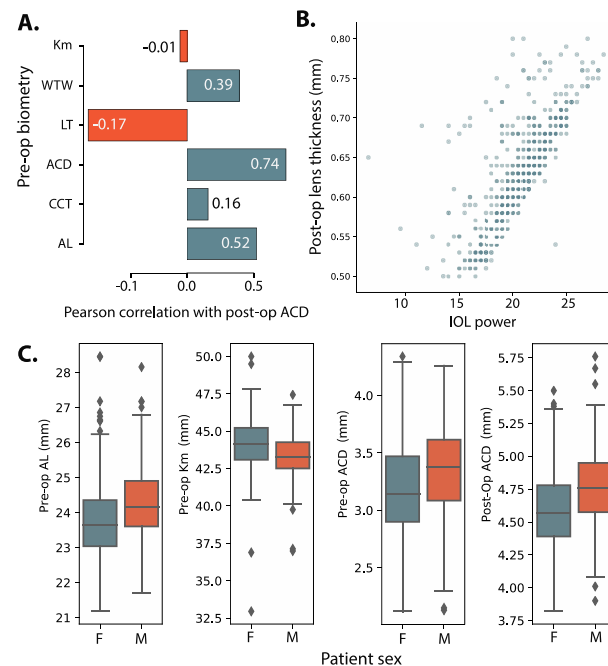 A.
Km
WTW
LT
ACD
CCT
AL
Pre-op biometry
-0.01
0.39
-0.17
0.74
0.16
0.52
-0.1
0.0
0.5
Pearson correlation with post-op ACD
B.
Post-op lens thickness (mm)
0.80
0.75
0.70
0.65
0.60
0.55
0.50
10
15
20
25
IOL power
C.
Pre-op AL (mm)
28
27
26
25
24
23
22
21
F
M
Pre-op Km (mm)
50.0
47.5
45.0
42.5
40.0
37.5
35.0
32.5
F
M
Pre-op ACD (mm)
4.0
3.5
3.0
2.5
F
M
Post-Op ACD (mm)
5.75
5.50
5.25
5.00
4.75
4.50
4.25
4.00
3.75
F
M
Patient sex